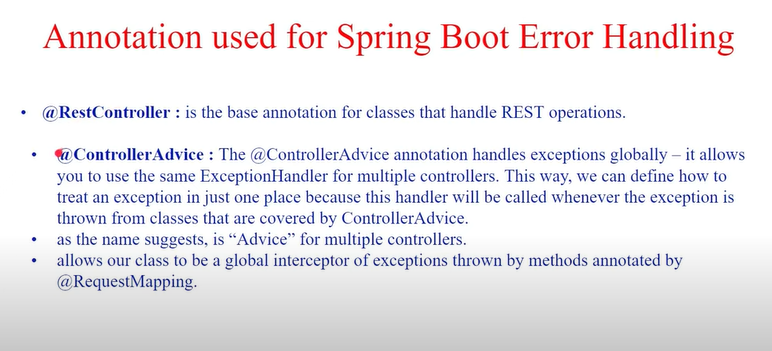 Annotation used for Spring Boot Error Handling
• @RestController : is the base annotation for classes that handle REST operations.
• @ControllerAdvice : The @ControllerAdvice annotation handles exceptions globally – it allows
you to use the same ExceptionHandler for multiple controllers. This way, we can define how to
treat an exception in just one place because this handler will be called whenever the exception is
thrown from classes that are covered by ControllerAdvice.
• as the name suggests, is “Advice” for multiple controllers.
• allows our class to be a global interceptor of exceptions thrown by methods annotated by
@RequestMapping.